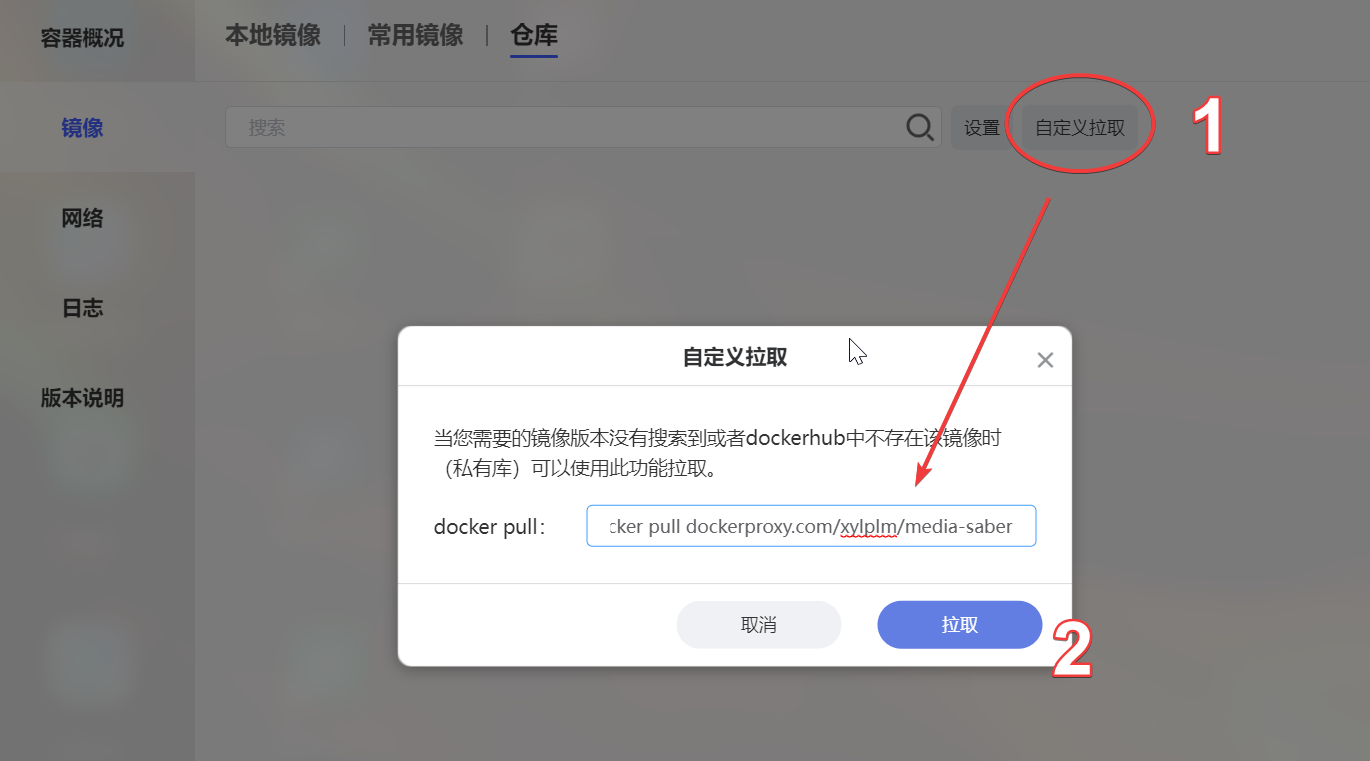 容器概况
镜像
网络
日志
版本说明
本地镜像 | 常用镜像 | 仓库
搜索
设置
自定义拉取
1
自定义拉取
当您需要的镜像版本没有搜索到或者dockerhub中不存在该镜像时
（私有库）可以使用此功能拉取。
docker pull：
cker pull dockerproxy.com/xylplm/media-saber
取消
拉取
2